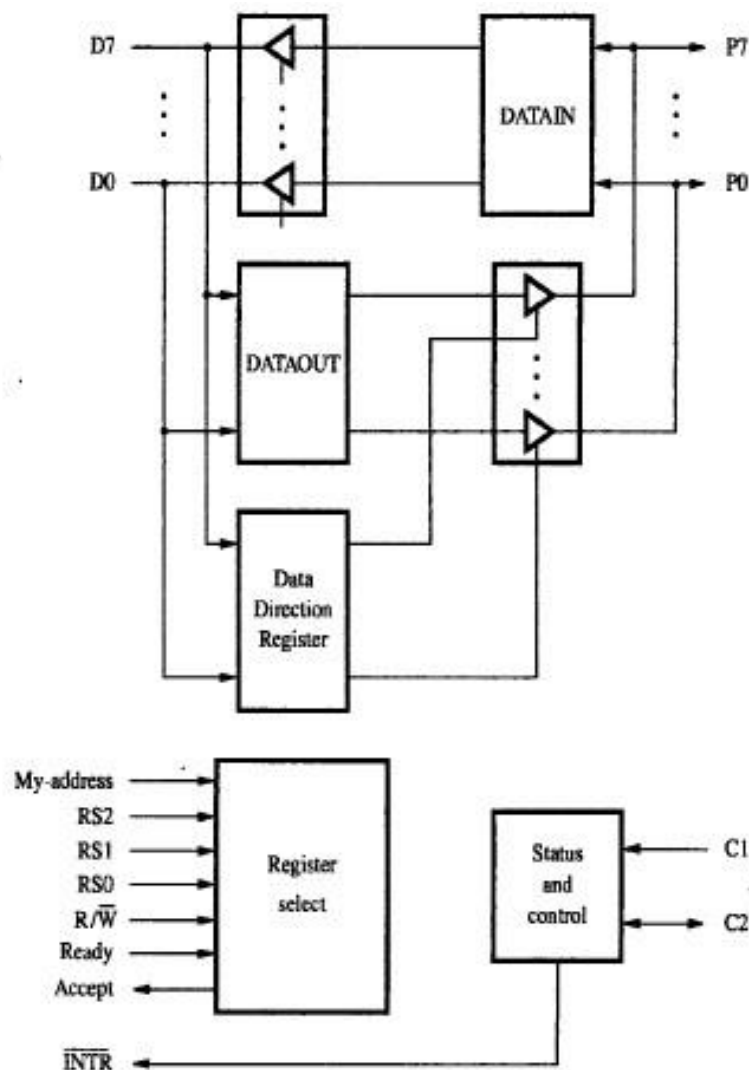 D7
P7
DATAIN
D0
P0
DATAOUT
Data
Direction
Register
My-address
RS2
RS1
RS0
R/W̅
Ready
Accept
Register
select
Status
and
control
C1
C2
I̅N̅T̅R̅